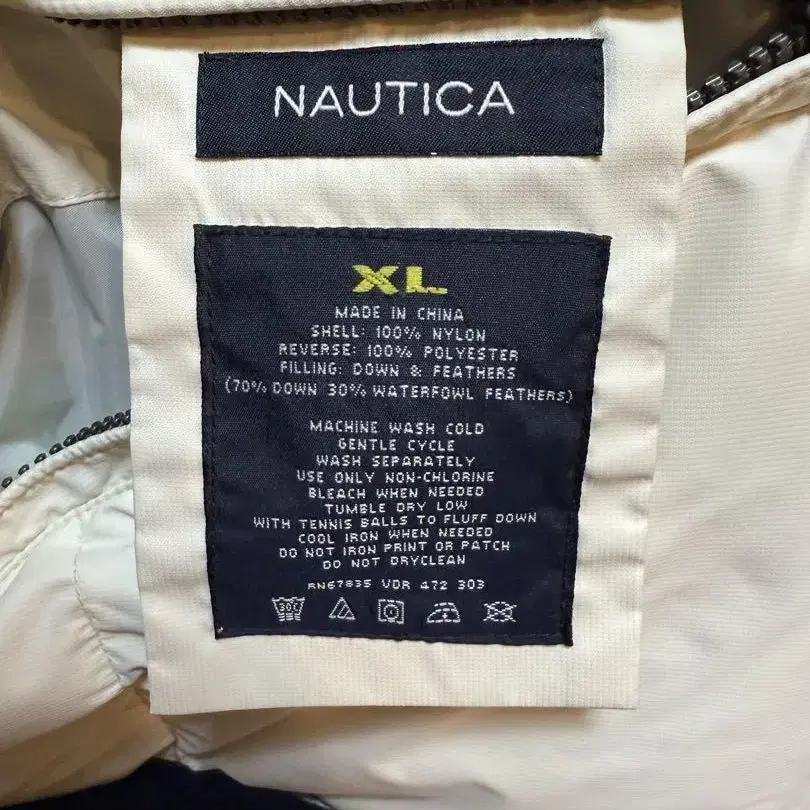 NAUTICA
XL
MADE IN CHINA
SHELL: 100% NYLON
REVERSE: 100% POLYESTER
FILLING: DOWN & FEATHERS
(70% DOWN 30% WATERFOWL FEATHERS)
MACHINE WASH COLD
GENTLE CYCLE
WASH SEPARATELY
USE ONLY NON-CHLORINE
BLEACH WHEN NEEDED
TUMBLE DRY LOW
WITH TENNIS BALLS TO FLUFF DOWN
COOL IRON WHEN NEEDED
DO NOT IRON PRINT OR PATCH
DO NOT DRYCLEAN
RN67835 VDR 472 303
30C